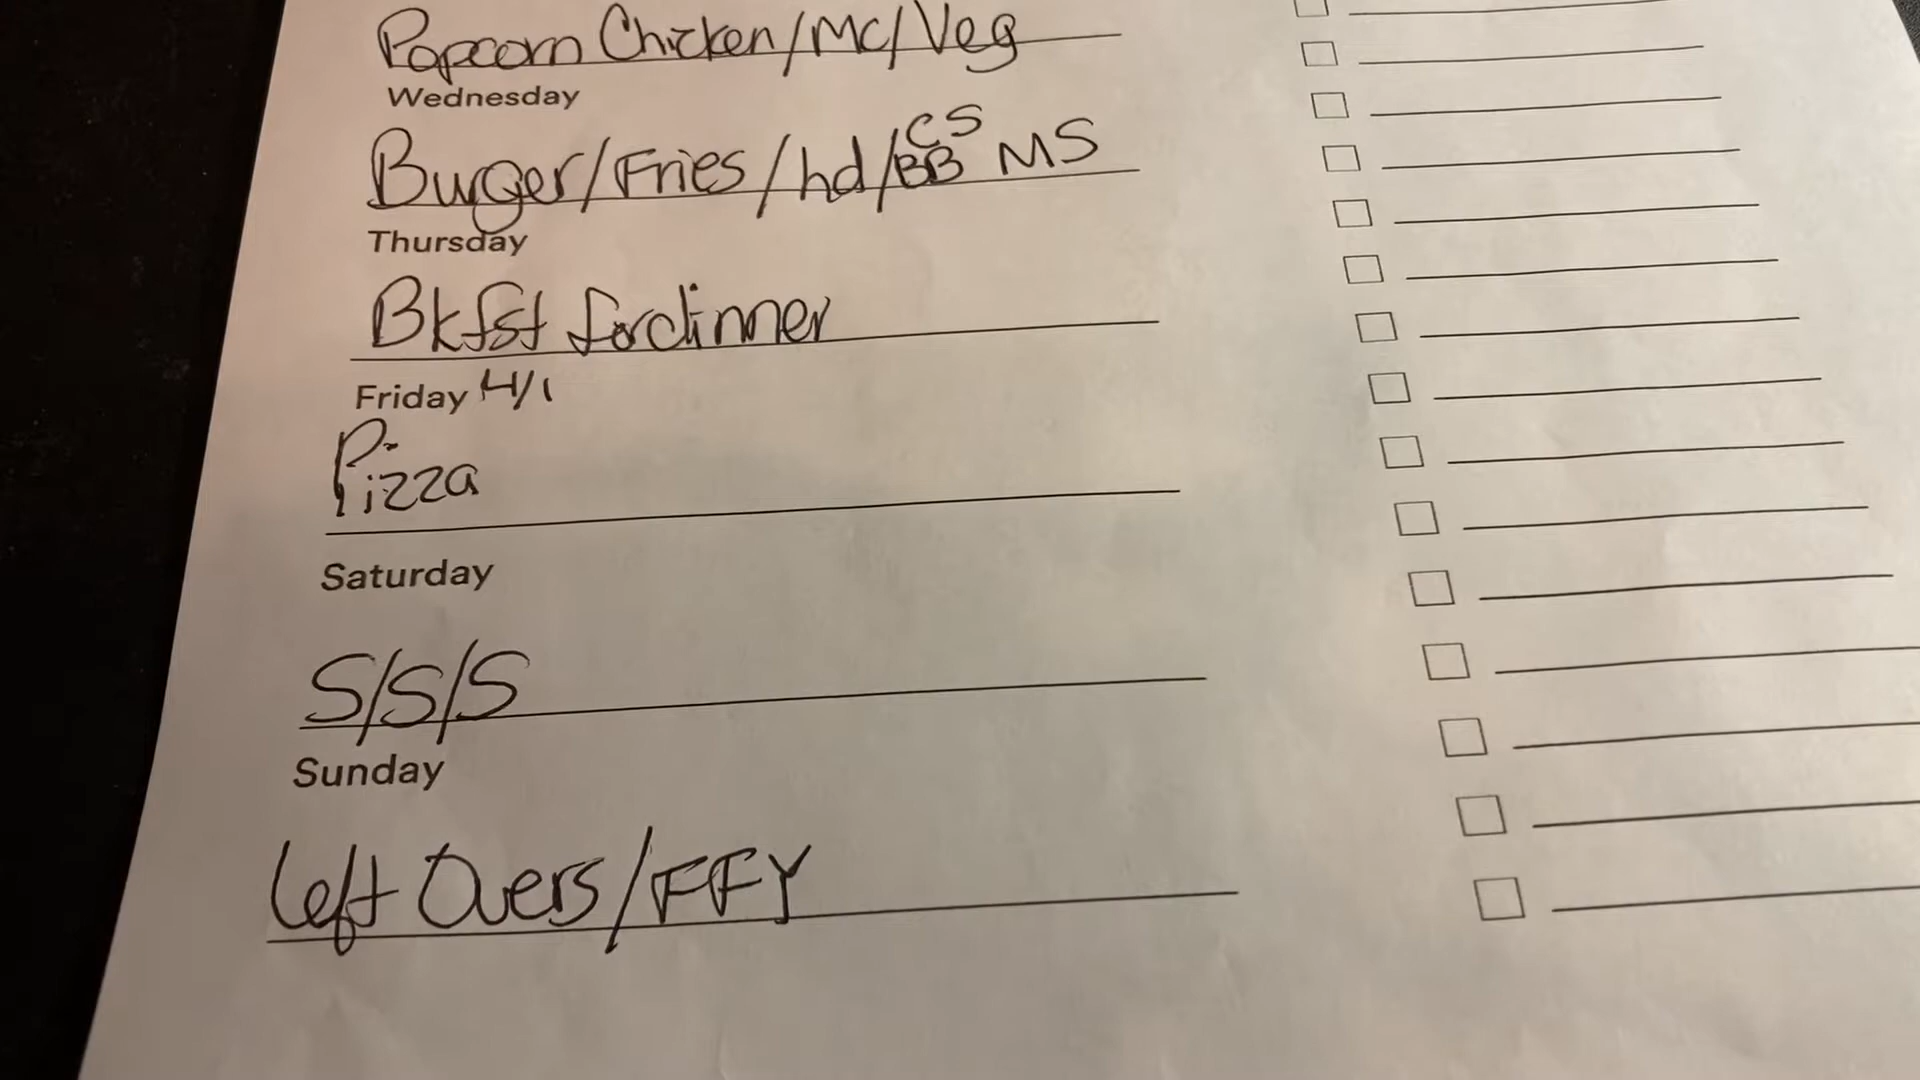 Popcorn Chicken/MC/Veg
Wednesday
CS
Burger/Fries/hd/BB MS
Thursday
Bkfst for dinner
Friday 4/1
Pizza
Saturday
S/S/S
Sunday
Left Overs/FFY